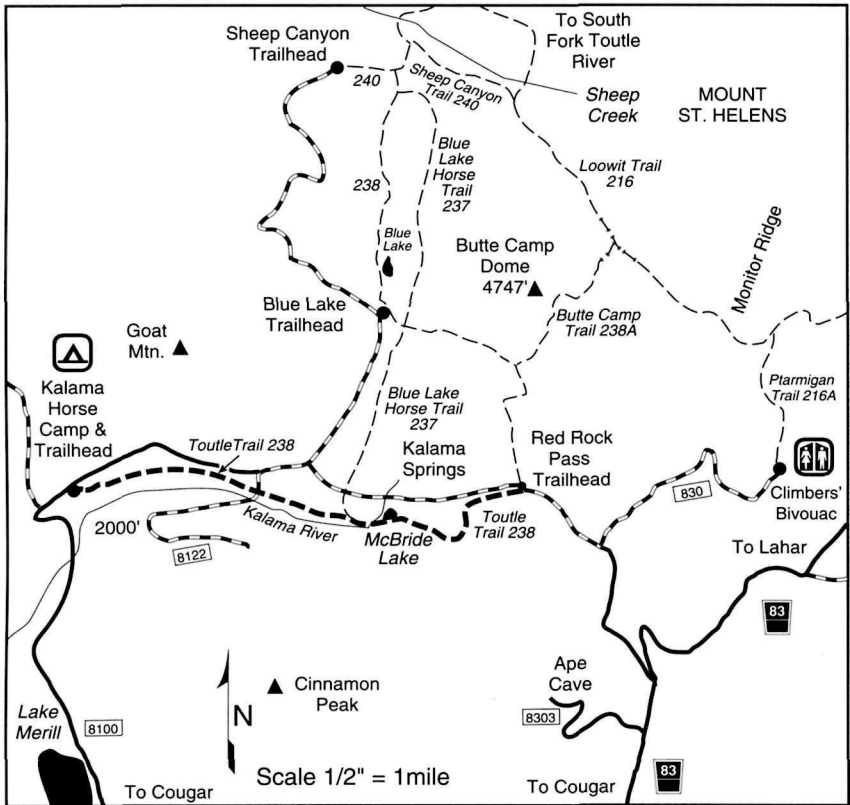 To South
Fork Toutle
River
Sheep Canyon
Trailhead
240
Sheep Canyon
Trail 240
Sheep
Creek
MOUNT
ST. HELENS
Blue
Lake
Horse
Trail
237
238
Loowit Trail
216
Blue
Lake
Butte Camp
Dome
4747'
Monitor Ridge
Blue Lake
Trailhead
Butte Camp
Trail 238A
Goat
Mtn.
Kalama
Horse
Camp &
Trailhead
Blue Lake
Horse Trail
237
Ptarmigan
Trail 216A
Toutle Trail 238
Kalama
Springs
Red Rock
Pass
Trailhead
830
Climbers'
Bivouac
2000'
Kalama River
McBride
Lake
Toutle
Trail 238
8122
To Lahar
83
Cinnamon
Peak
Ape
Cave
8303
Lake
Merill
8100
N
Scale 1/2" = 1mile
83
To Cougar
To Cougar